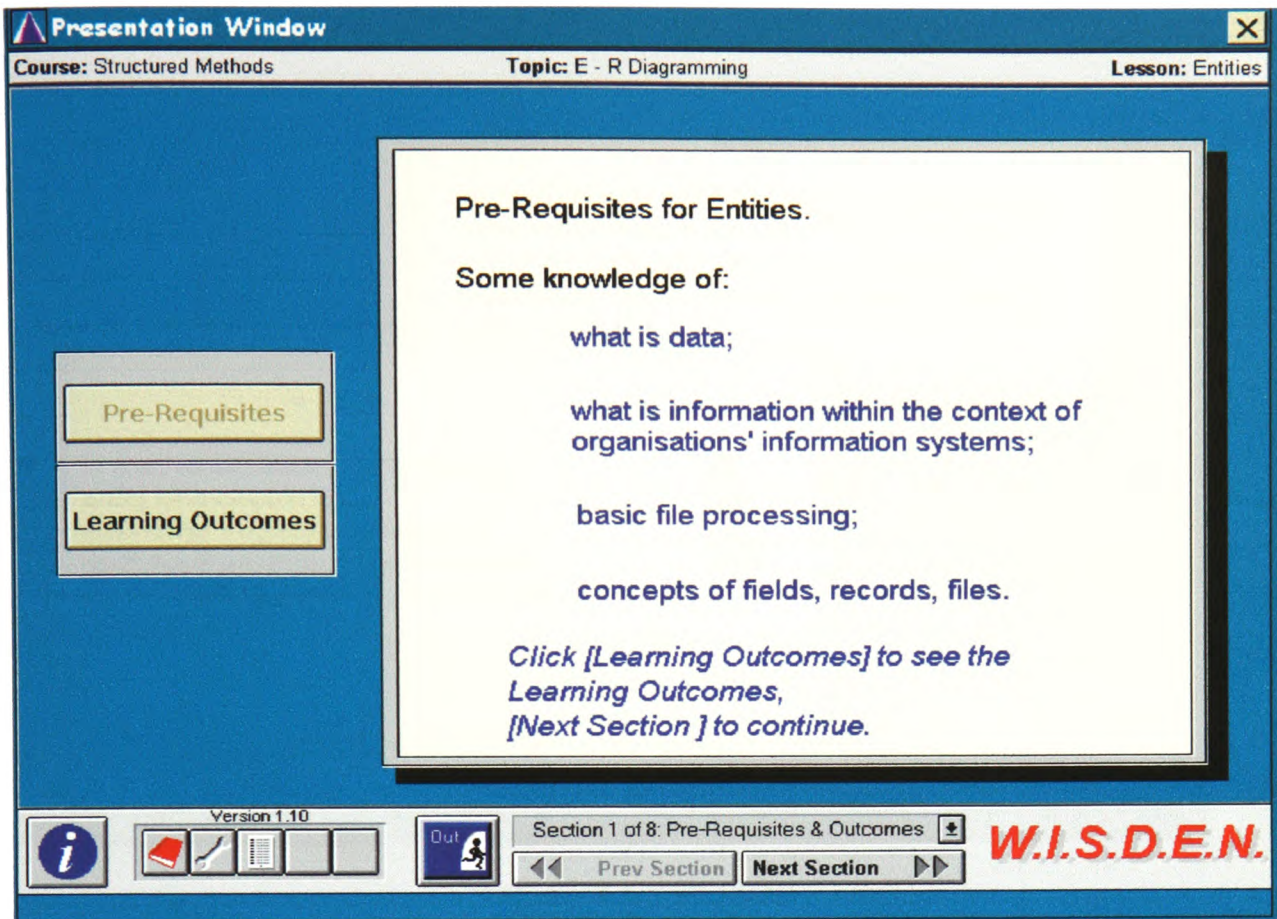 Presentation Window
Course: Structured Methods
Topic: E - R Diagramming
Lesson: Entities
Pre-Requisites for Entities.
Some knowledge of:
what is data;
what is information within the context of
organisations' information systems;
basic file processing;
concepts of fields, records, files.
Click [Learning Outcomes] to see the
Learning Outcomes,
[Next Section ] to continue.
Pre-Requisites
Learning Outcomes
i
Version 1.10
Out
Section 1 of 8: Pre-Requisites & Outcomes
Prev Section
Next Section
W.I.S.D.E.N.